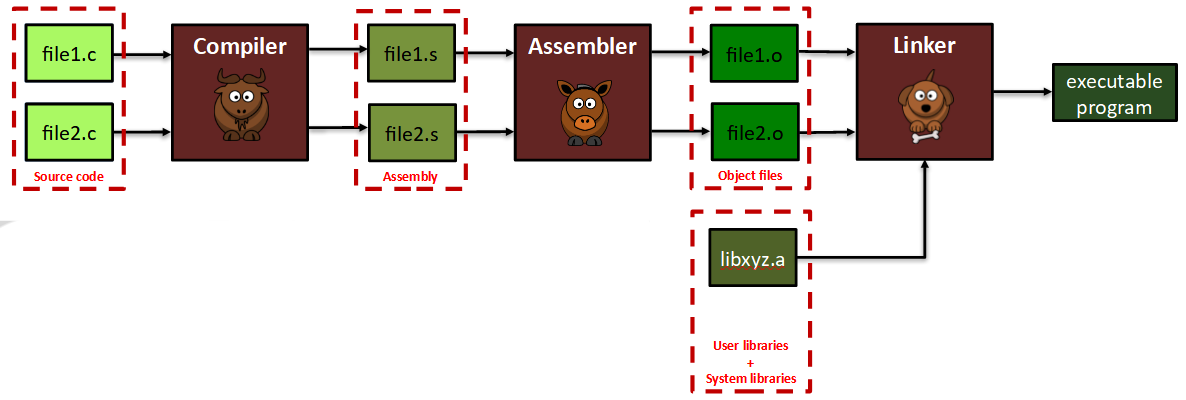 file1.c
file2.c
Source code
Compiler
file1.s
file2.s
Assembly
Assembler
file1.o
file2.o
Object files
libxyz.a
User libraries
+
System libraries
Linker
executable
program